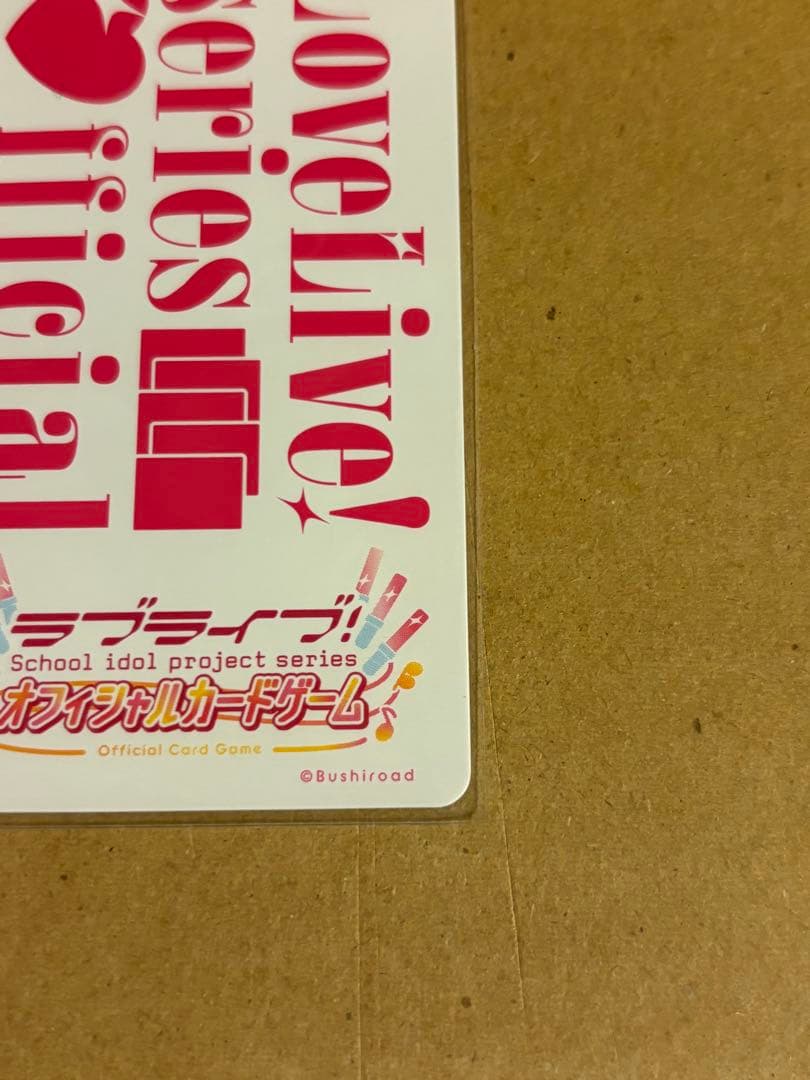 LoveLive!
series
fficial
ラブライブ!
School idol project series
オフィシャルカードゲーム
Official Card Game
©Bushiroad